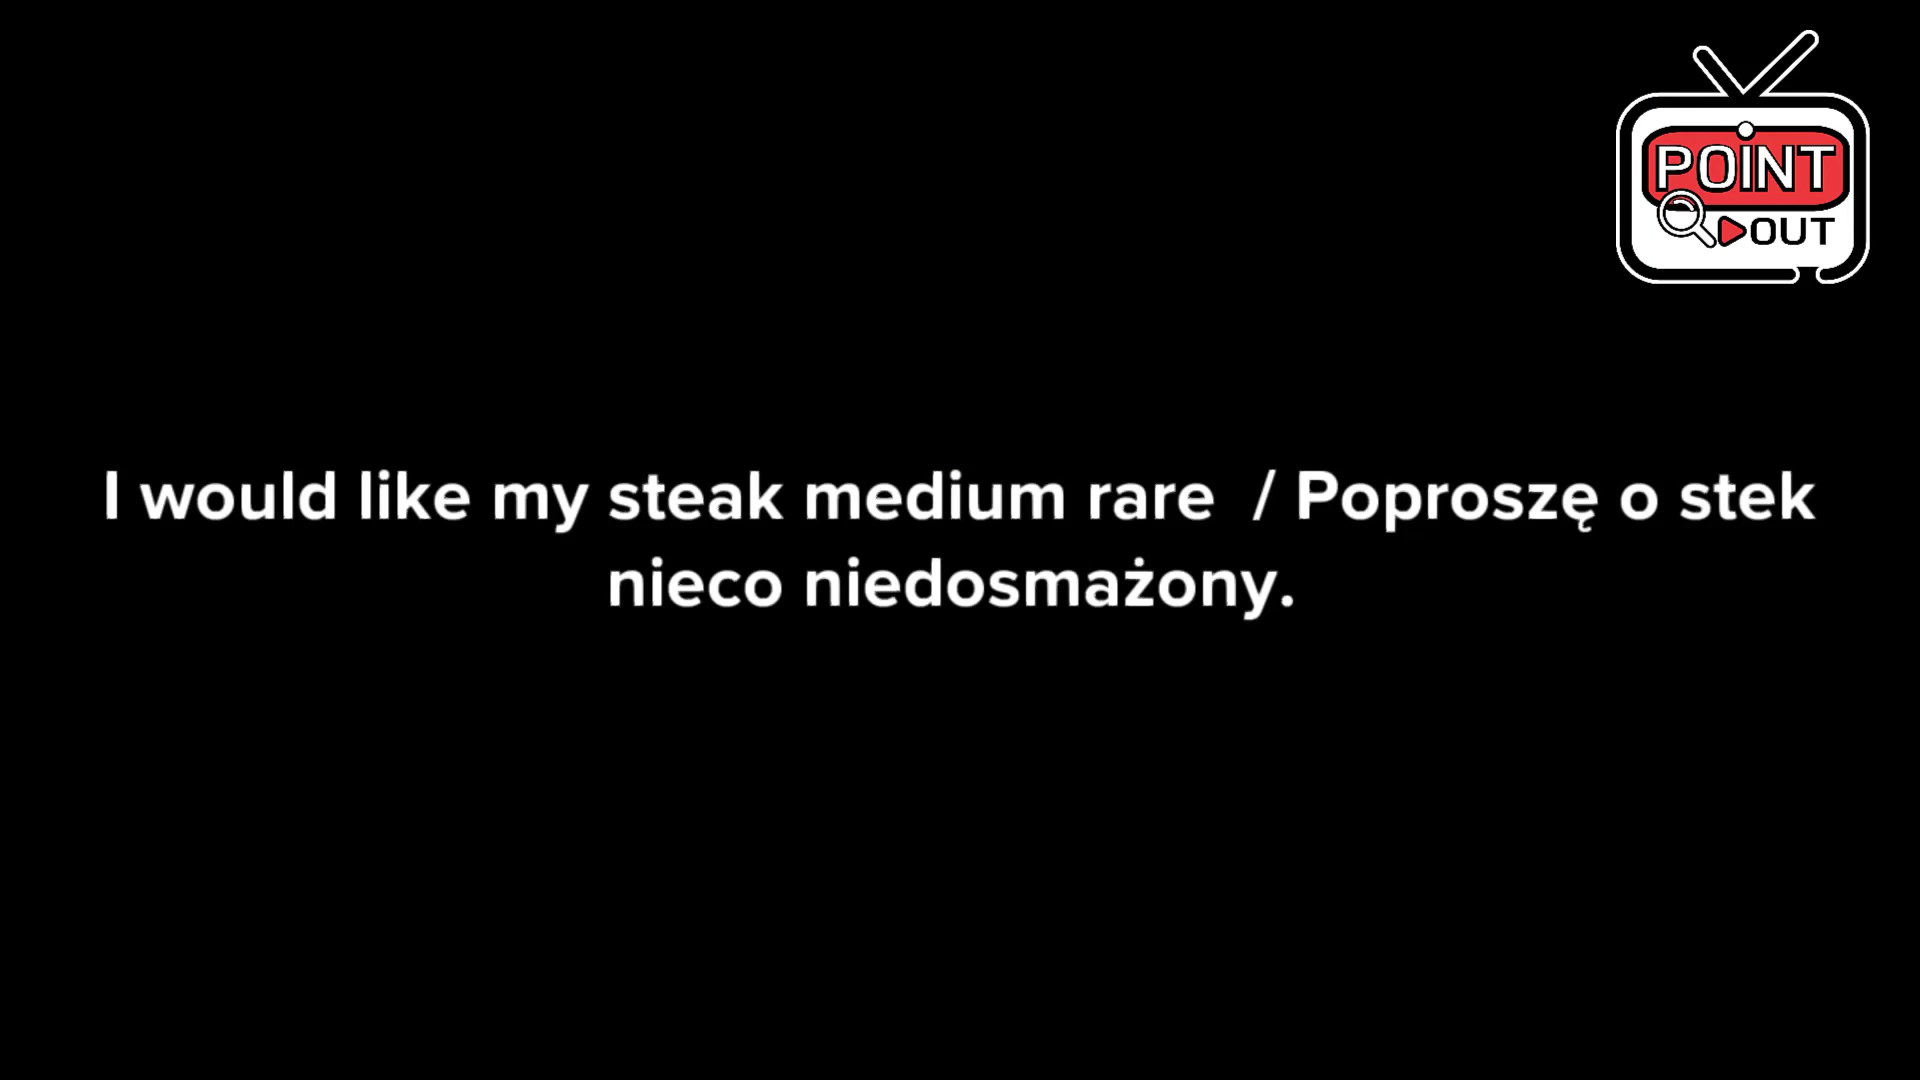 POINT
OUT
I would like my steak medium rare / Poproszę o stek
nieco niedosmażony.